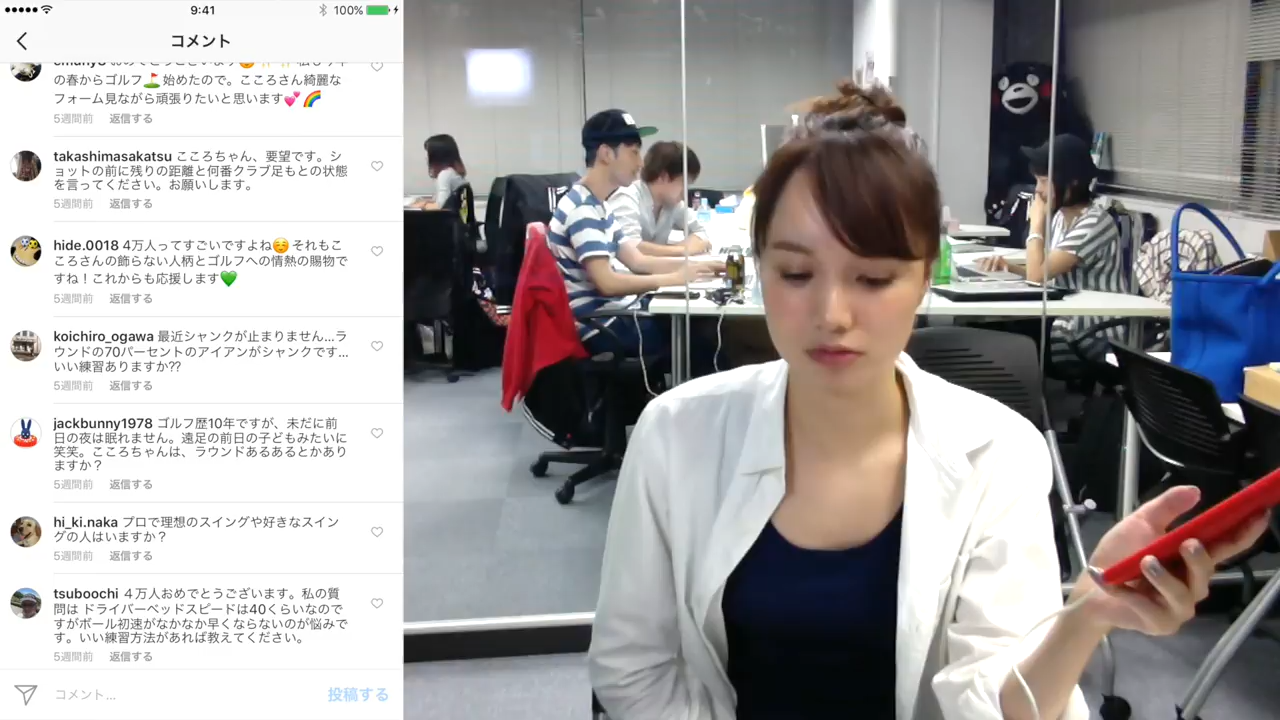 9:41
100%
コメント
の春からゴルフ⛳始めたので。こころさん綺麗な
フォーム見ながら頑張りたいと思います💕🌈
5週間前 返信する
takashimasakatsu こころちゃん、要望です。シ
ョットの前に残りの距離と何番クラブ足もとの状態
を言ってください。お願いします。
5週間前 返信する
hide.0018 4万人ってすごいですよね☺️ それもこ
こころさんの飾らない人柄とゴルフへの情熱の賜物で
すね！これからも応援します💚
5週間前 返信する
koichiro_ogawa 最近シャンクが止まりません...ラ
ウンドの70パーセントのアイアンがシャンクです...
いい練習ありますか??
5週間前 返信する
jackbunny1978 ゴルフ歴10年ですが、未だに前
日の夜は眠れません。遠足の前日の子どもみたいに
笑笑。こころちゃんは、ラウンドあるあるとかあり
ますか？
5週間前 返信する
hi_ki.naka プロで理想のスイングや好きなスイン
グの人はいますか？
5週間前 返信する
tsuboochi ４万人おめでとうございます。私の質
問は ドライバーヘッドスピードは40くらいなので
すがボール初速がなかなか早くならないのが悩みで
す。いい練習方法があれば教えてください。
5週間前 返信する
コメント... 投稿する